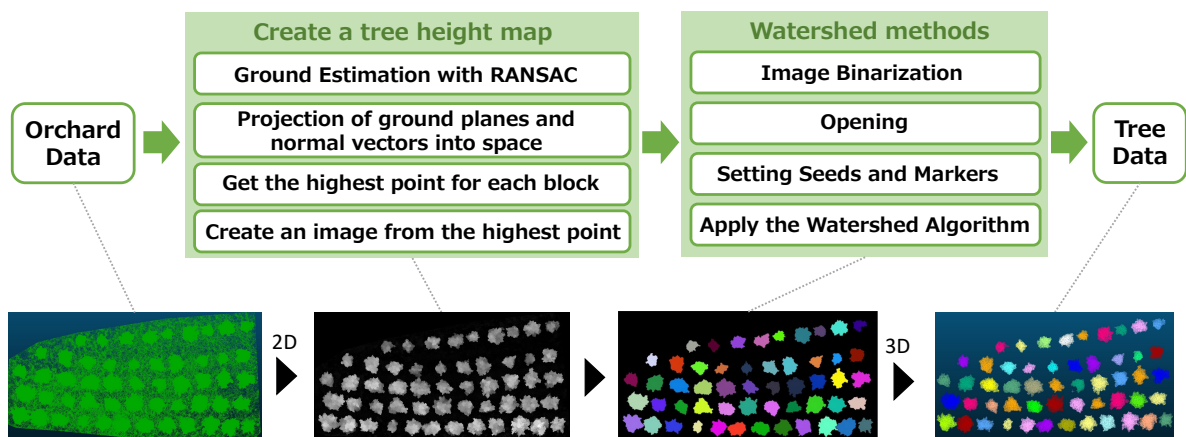 Orchard
Data
Create a tree height map
Ground Estimation with RANSAC
Projection of ground planes and
normal vectors into space
Get the highest point for each block
Create an image from the highest point
Watershed methods
Image Binarization
Opening
Setting Seeds and Markers
Apply the Watershed Algorithm
Tree
Data
2D
3D